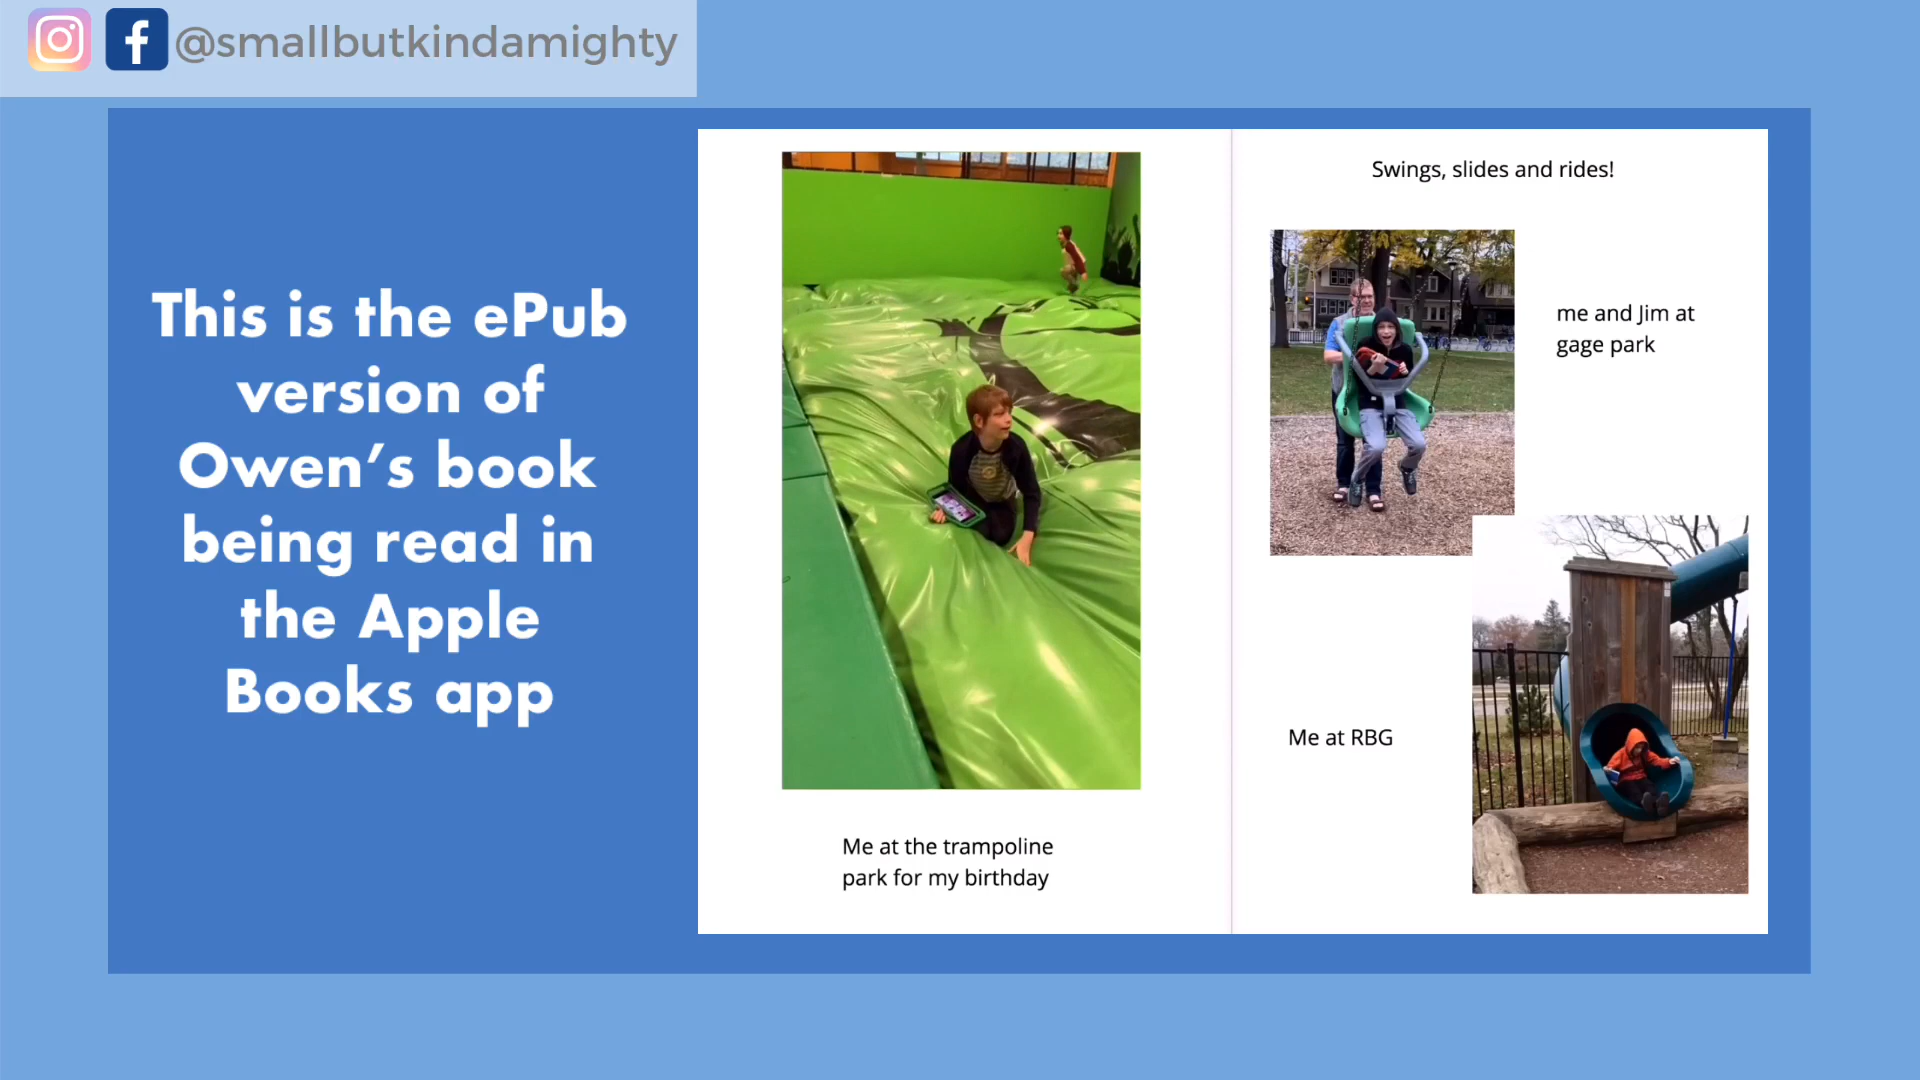 @smallbutkindamighty
This is the ePub
version of
Owen’s book
being read in
the Apple
Books app
Me at the trampoline
park for my birthday
Swings, slides and rides!
me and Jim at
gage park
Me at RBG